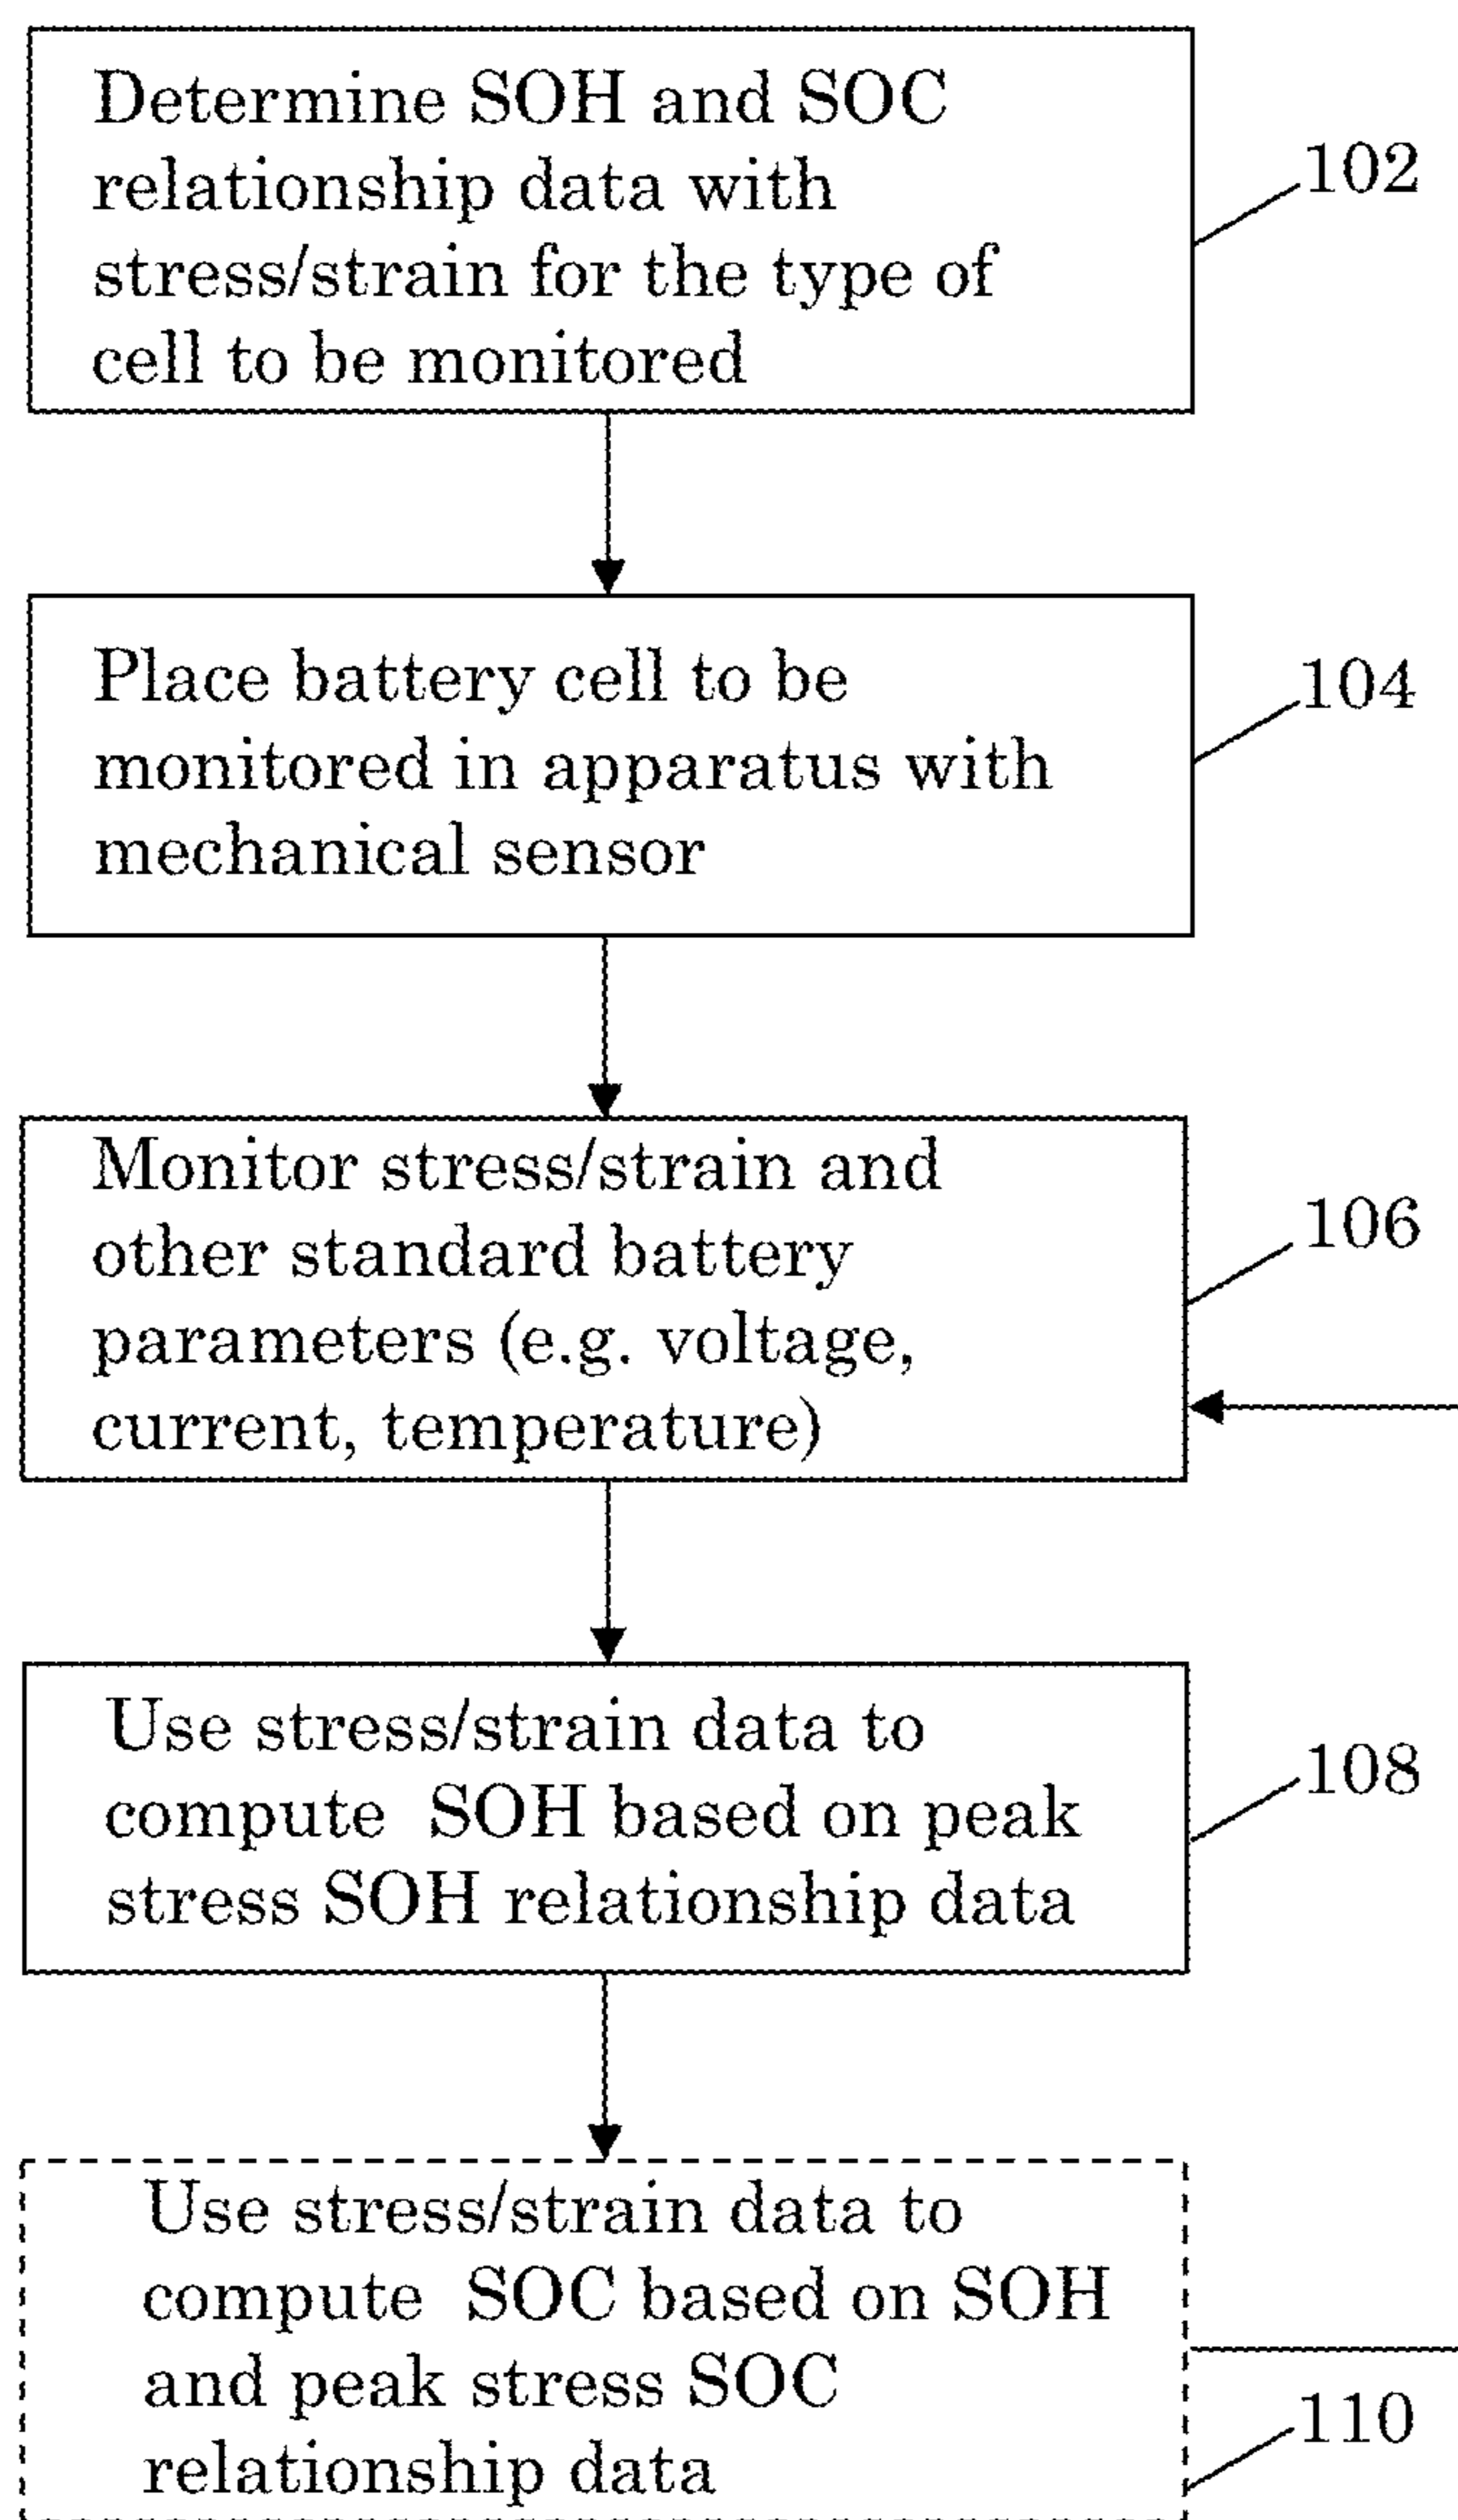 Determine SOH and SOC
relationship data with
stress/strain for the type of
cell to be monitored
102
Place battery cell to be
monitored in apparatus with
mechanical sensor
104
Monitor stress/strain and
other standard battery
parameters (e.g. voltage,
current, temperature)
106
Use stress/strain data to
compute SOH based on peak
stress SOH relationship data
108
Use stress/strain data to
compute SOC based on SOH
and peak stress SOC
relationship data
110